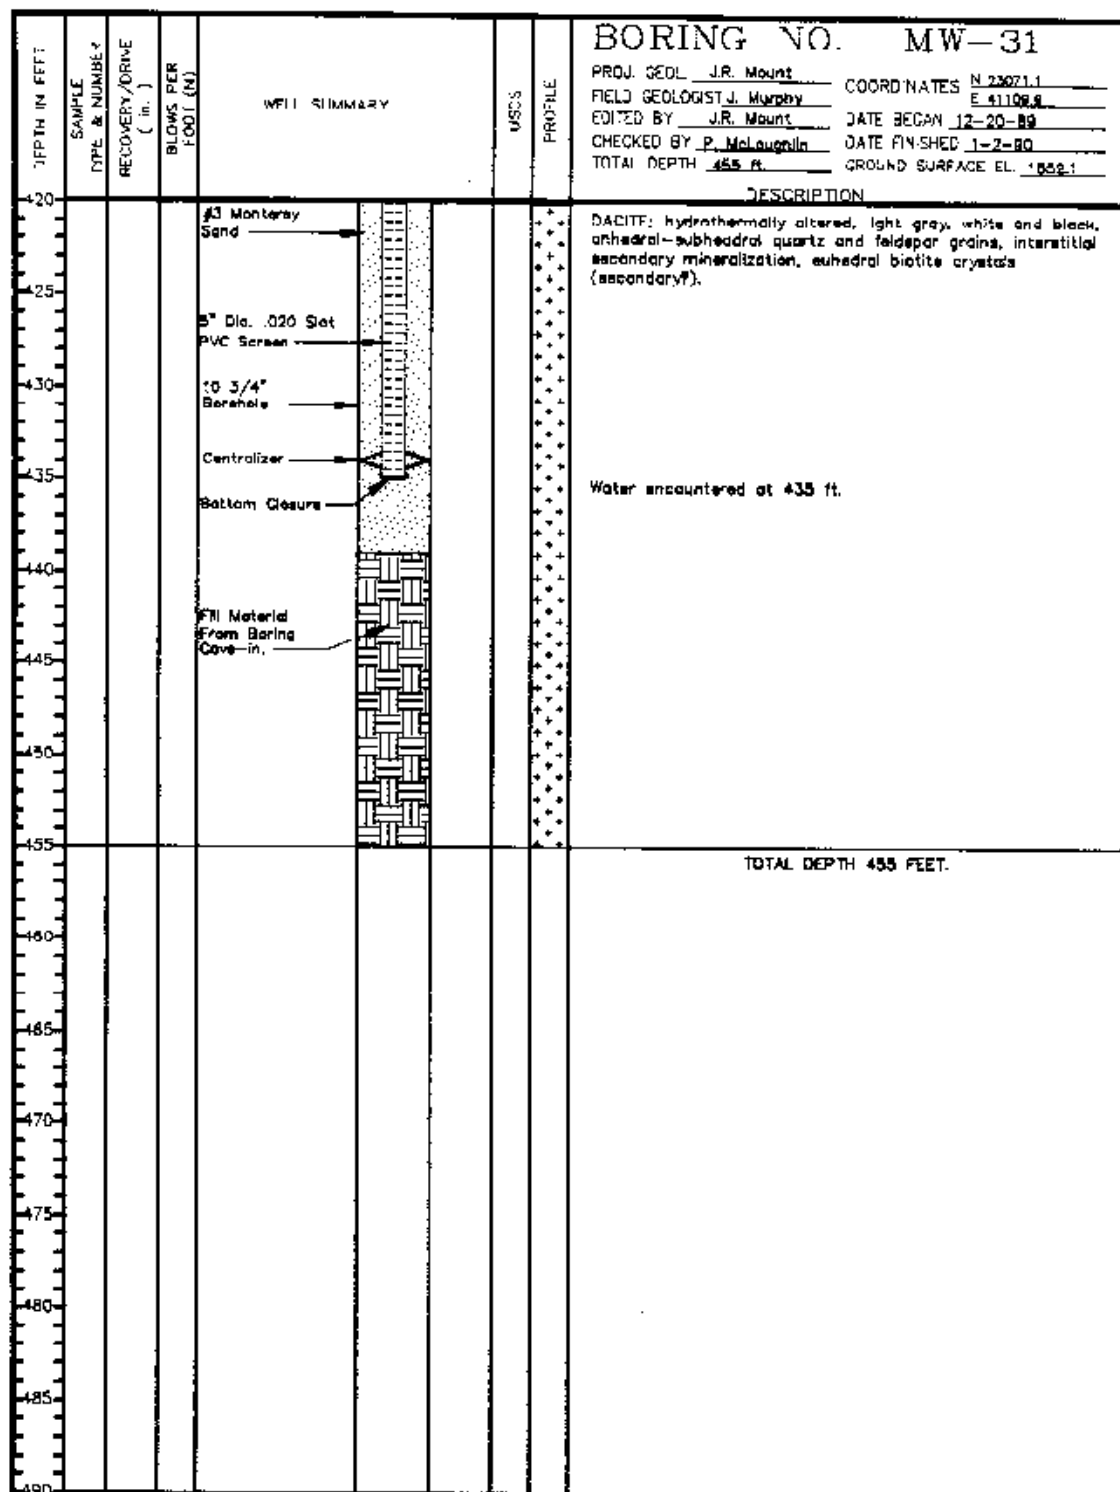 BORING NO. MW-31
PROJ. GEOL J.R. Mount
FIELD GEOLOGIST J. Murphy
EDITED BY J.R. Mount
CHECKED BY P. McLaughlin
TOTAL DEPTH 455 ft.
COORDINATES N 23071.1
E 41109.9
DATE BEGAN 12-20-89
DATE FINISHED 1-2-90
GROUND SURFACE EL.
DEPTH IN FEET
SAMPLE
TYPE & NUMBER
RECOVERY/DRIVE
( in. )
BLOWS PER
FOOT (N)
WELL SUMMARY
USCS
PROFILE
DESCRIPTION
420
#3 Monterey
Sand
DACITE: hydrothermally altered, light gray, white and black,
anhedral-subhedral quartz and feldspar grains, interstitial
secondary mineralization, euhedral biotite crystals
(secondary?).
425
5" Dia. .020 Slot
PVC Screen
430
10 3/4"
Borehole
Centralizer
435
Water encountered at 435 ft.
Bottom Closure
440
Fill Material
From Boring
Cave-in.
445
450
455
TOTAL DEPTH 455 FEET.
460
465
470
475
480
485
490